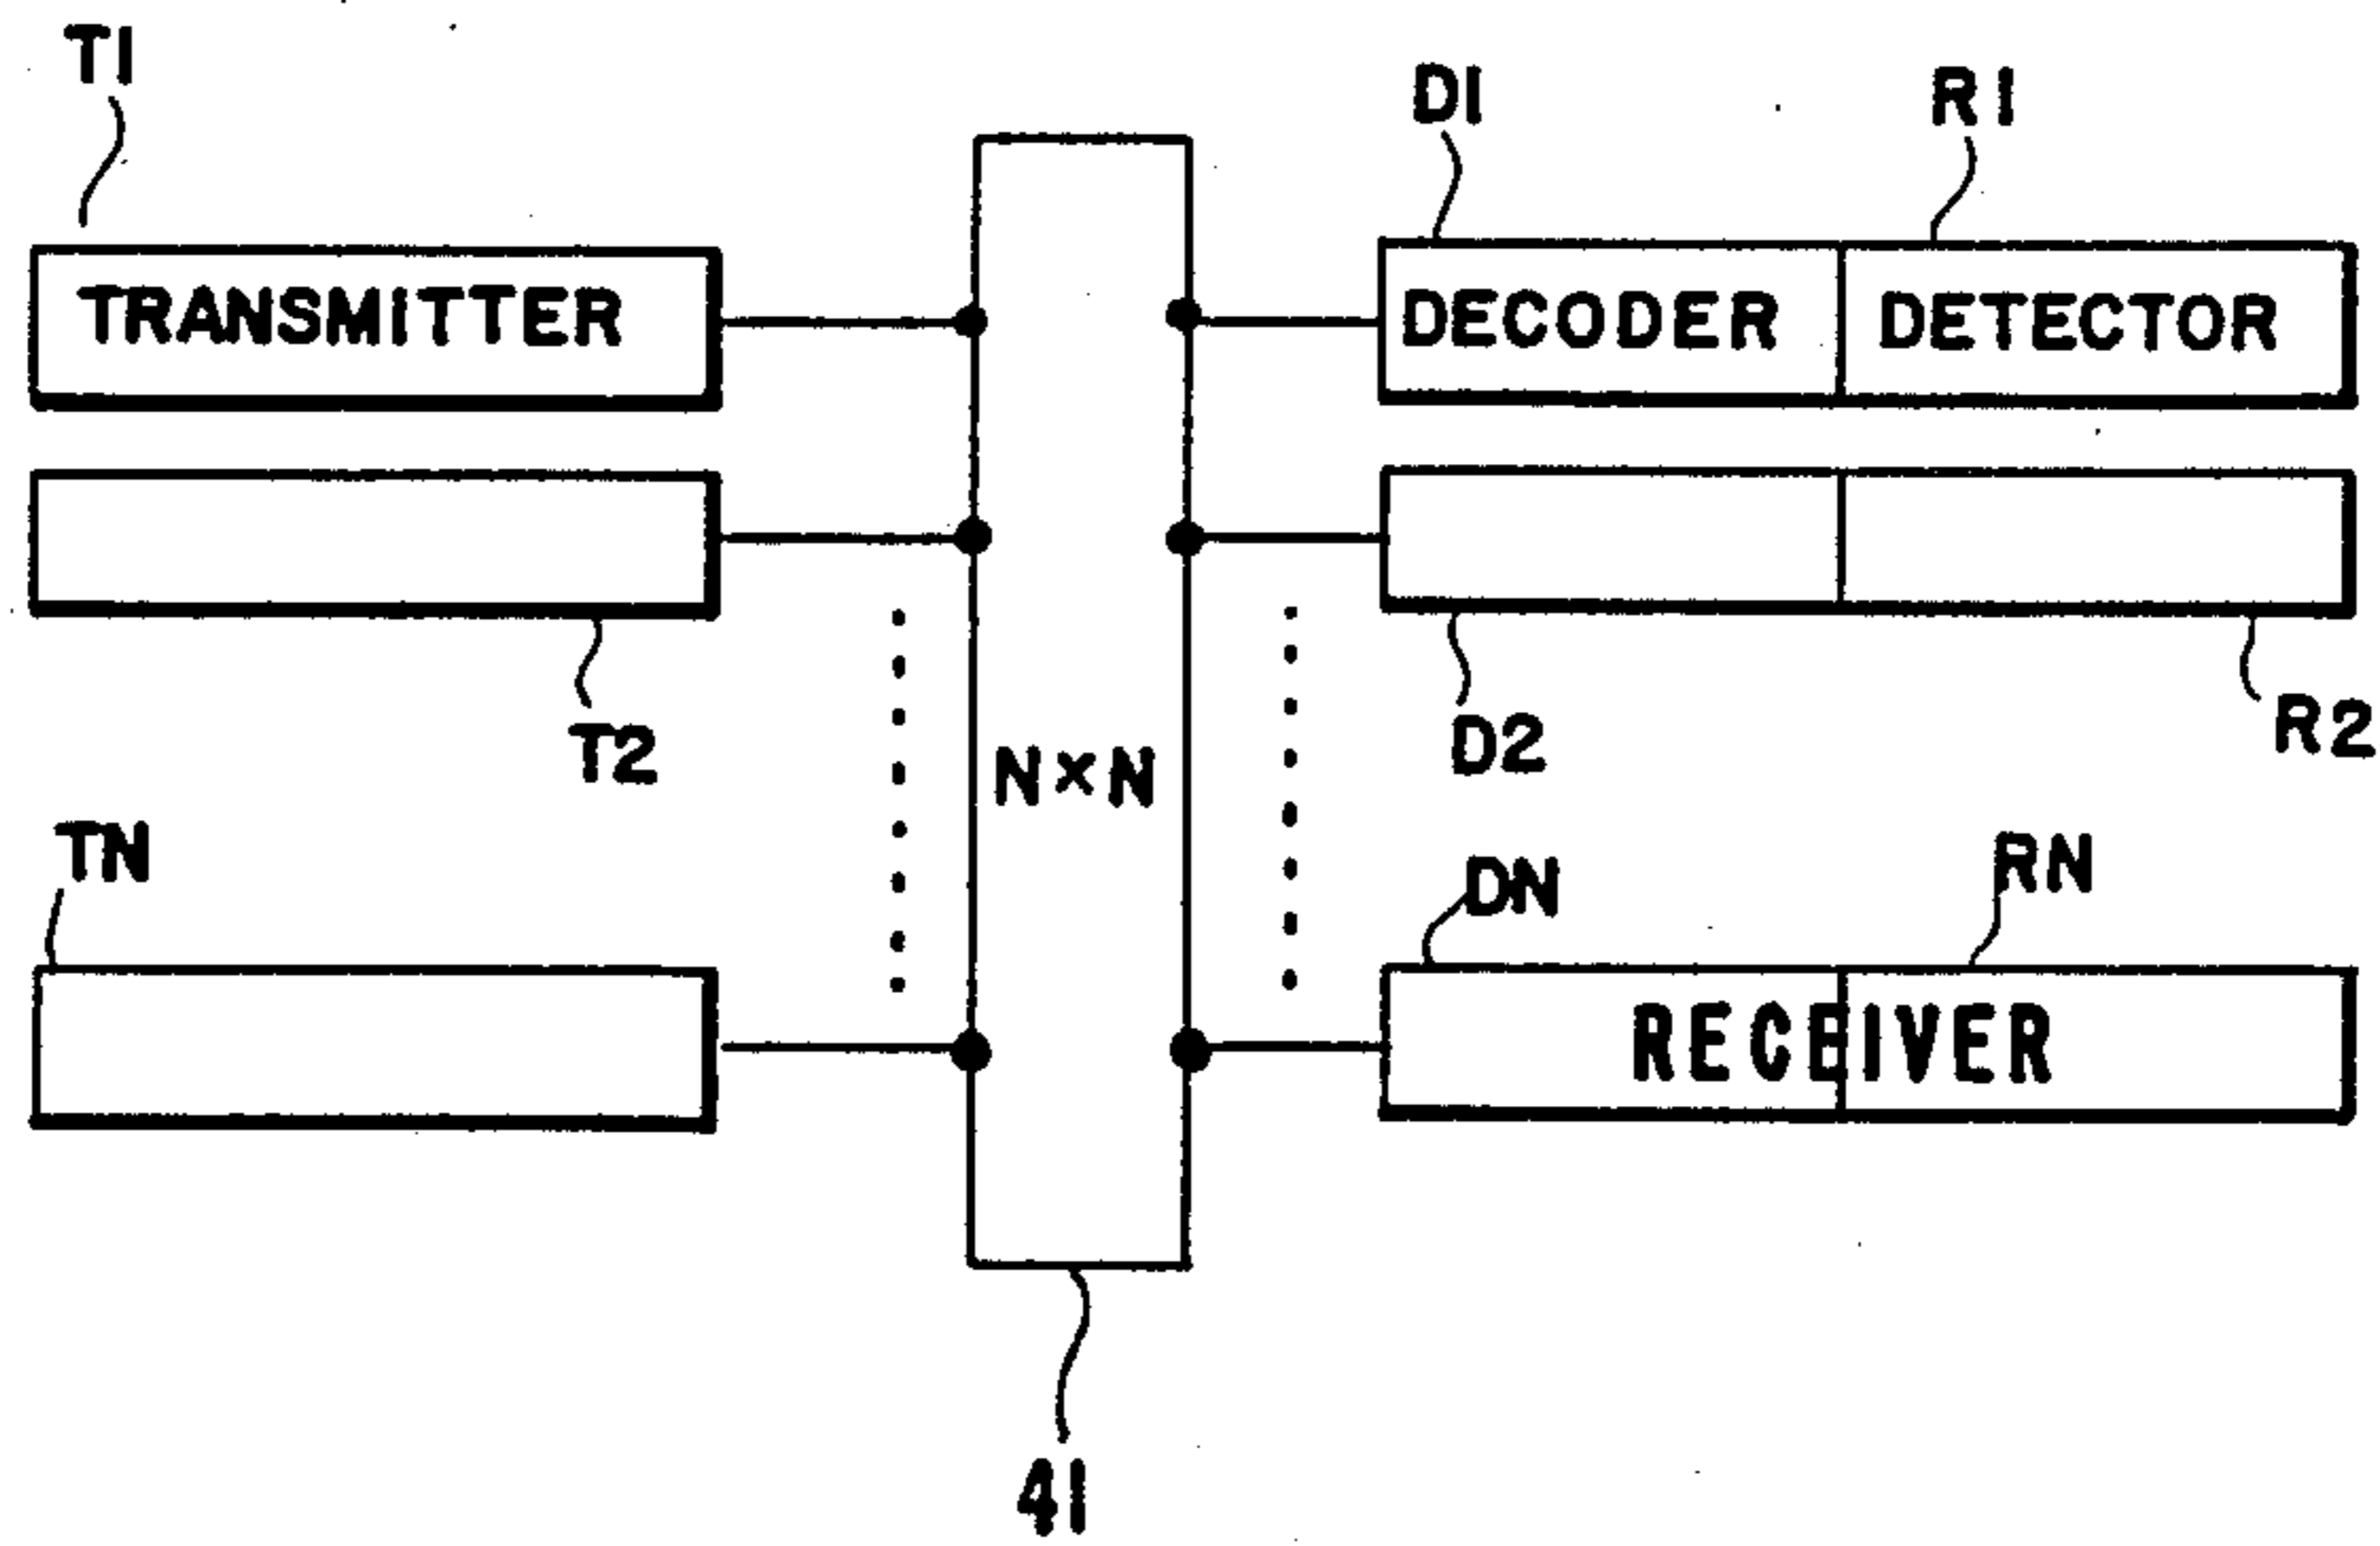 T1
D1
R1
TRANSMITTER
DECODER
DETECTOR
T2
N×N
D2
R2
TN
DN
RN
RECEIVER
41